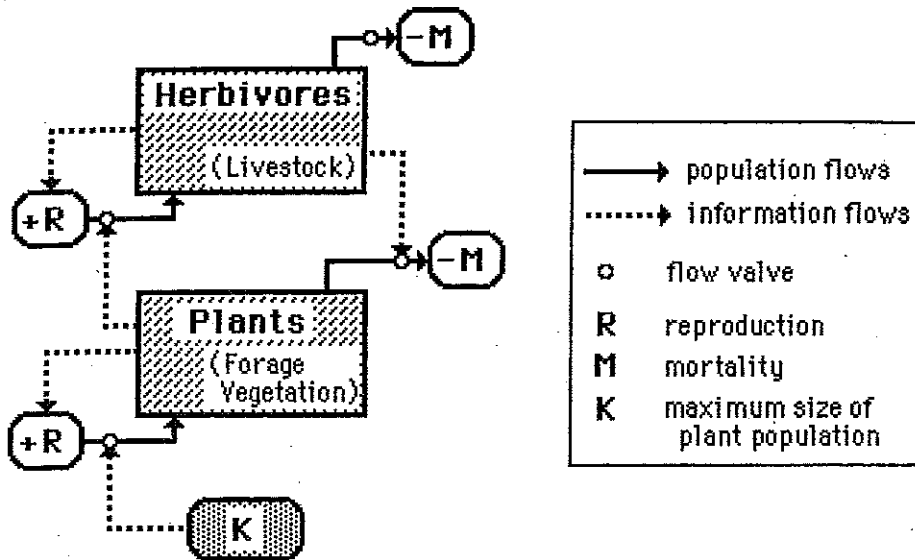 -M
Herbivores
(Livestock)
+R
-M
Plants
(Forage
Vegetation)
+R
K
population flows
information flows
flow valve
R reproduction
M mortality
K maximum size of
plant population